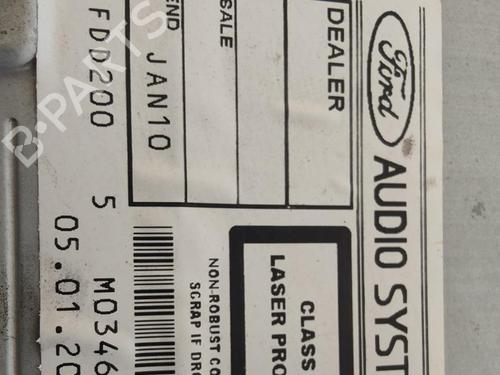 Ford AUDIO SYST
DEALER
SALE
END JAN10
CLASS
LASER PRO
NON-ROBUST CO
SCRAP IF DRO
FDD200 5 M0346
05.01.20
B-PARTS